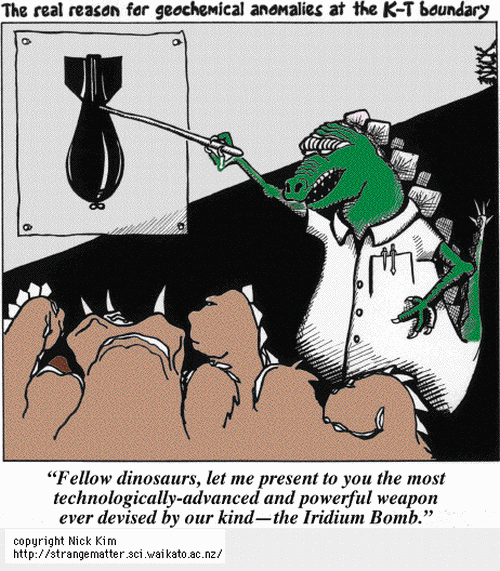 The real reason for geochemical anomalies at the K-T boundary
NICK
“Fellow dinosaurs, let me present to you the most
technologically-advanced and powerful weapon
ever devised by our kind—the Iridium Bomb.”
copyright Nick Kim
http://strangematter.sci.waikato.ac.nz/